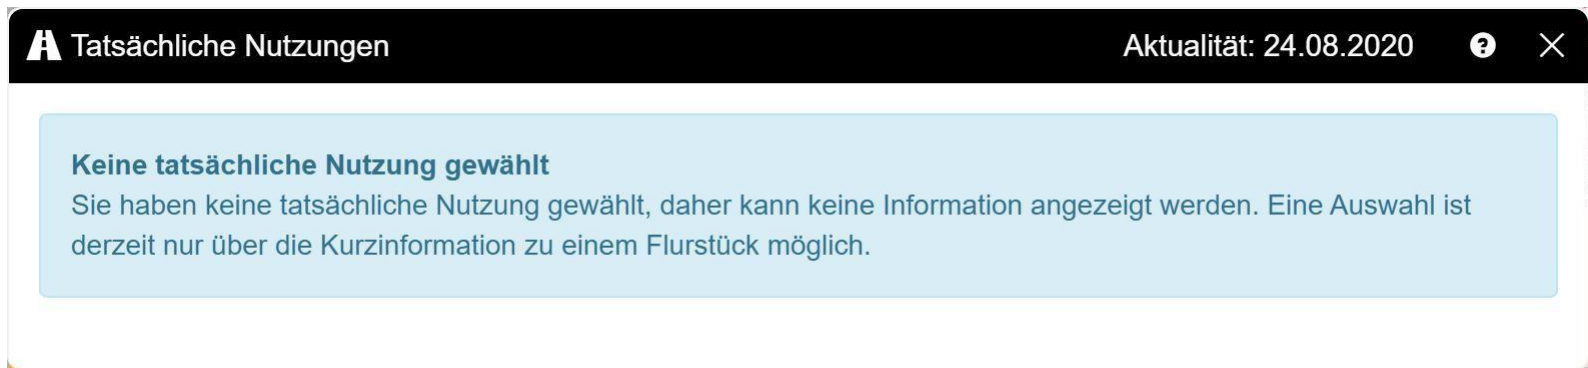 Tatsächliche Nutzungen Aktualität: 24.08.2020 ?
Keine tatsächliche Nutzung gewählt
Sie haben keine tatsächliche Nutzung gewählt, daher kann keine Information angezeigt werden. Eine Auswahl ist
derzeit nur über die Kurzinformation zu einem Flurstück möglich.